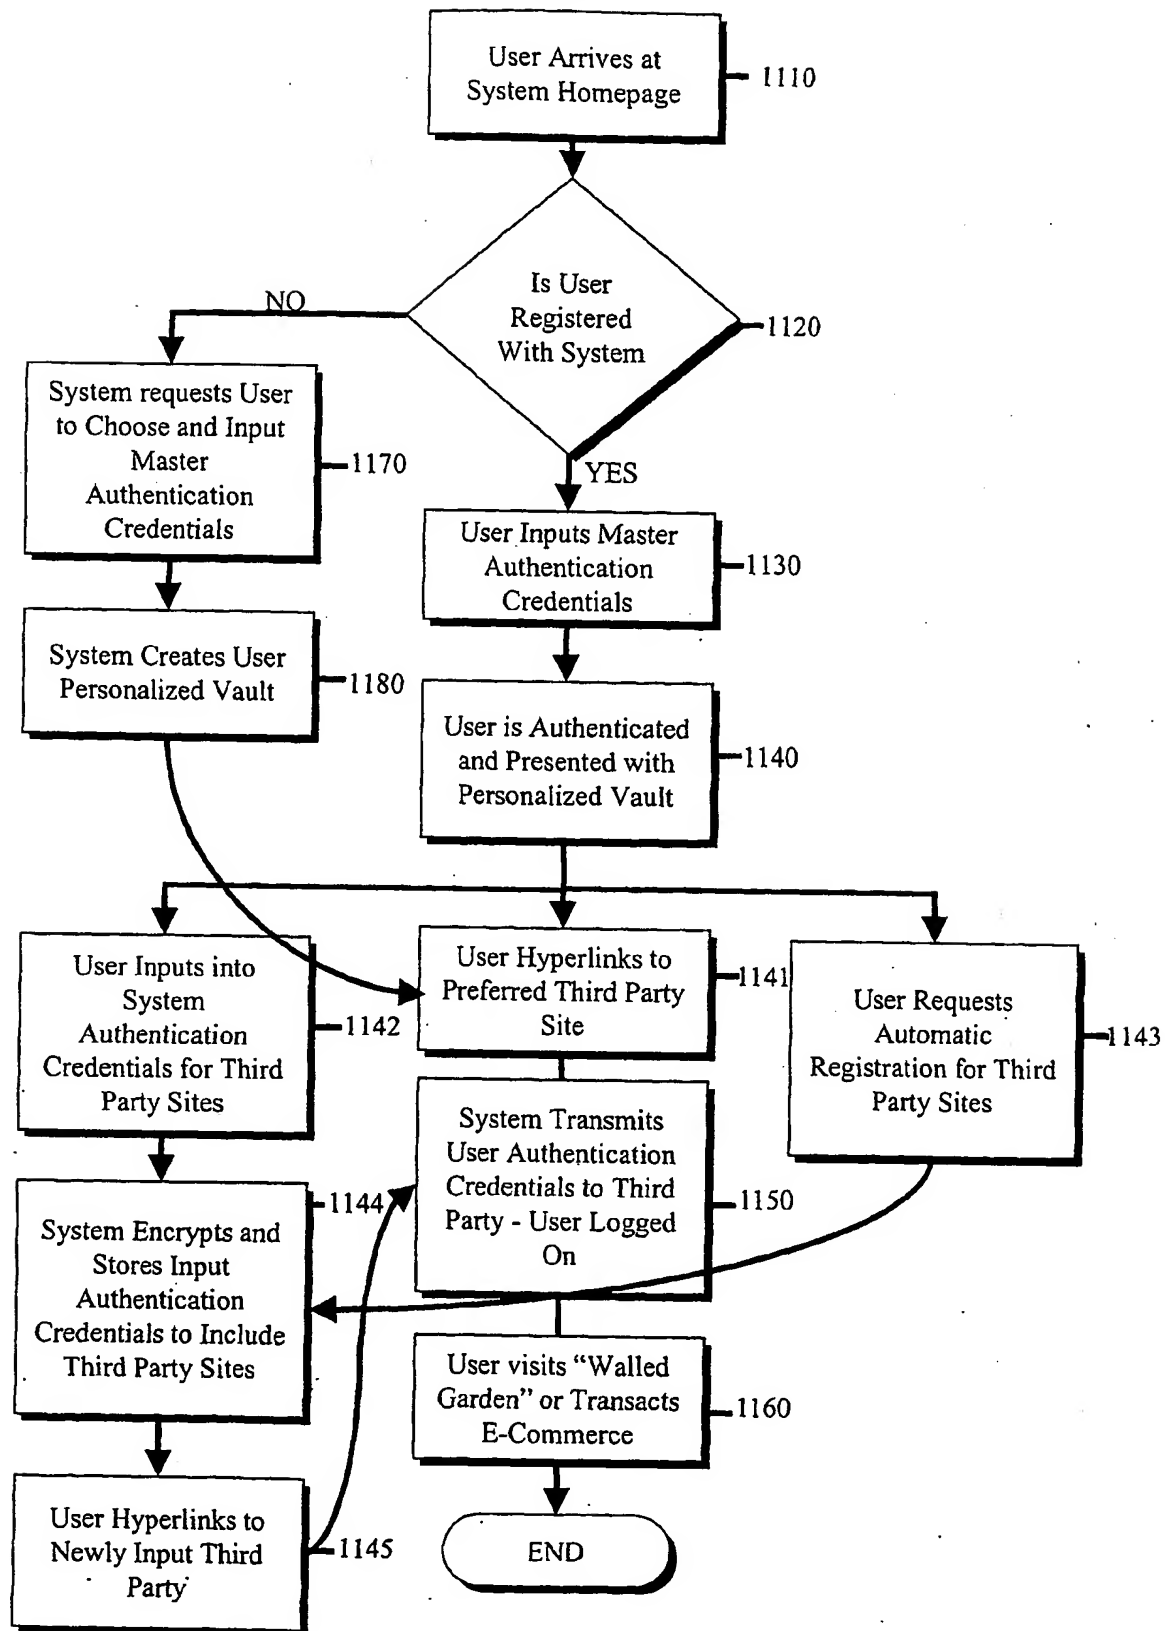 User Arrives at
System Homepage
1110
Is User
Registered
With System
1120
NO
YES
System requests User
to Choose and Input
Master
Authentication
Credentials
1170
User Inputs Master
Authentication
Credentials
1130
System Creates User
Personalized Vault
1180
User is Authenticated
and Presented with
Personalized Vault
1140
User Inputs into
System
Authentication
Credentials for Third
Party Sites
1142
User Hyperlinks to
Preferred Third Party
Site
1141
User Requests
Automatic
Registration for Third
Party Sites
1143
System Encrypts and
Stores Input
Authentication
Credentials to Include
Third Party Sites
1144
System Transmits
User Authentication
Credentials to Third
Party - User Logged
On
1150
User visits “Walled
Garden” or Transacts
E-Commerce
1160
User Hyperlinks to
Newly Input Third
Party
1145
END